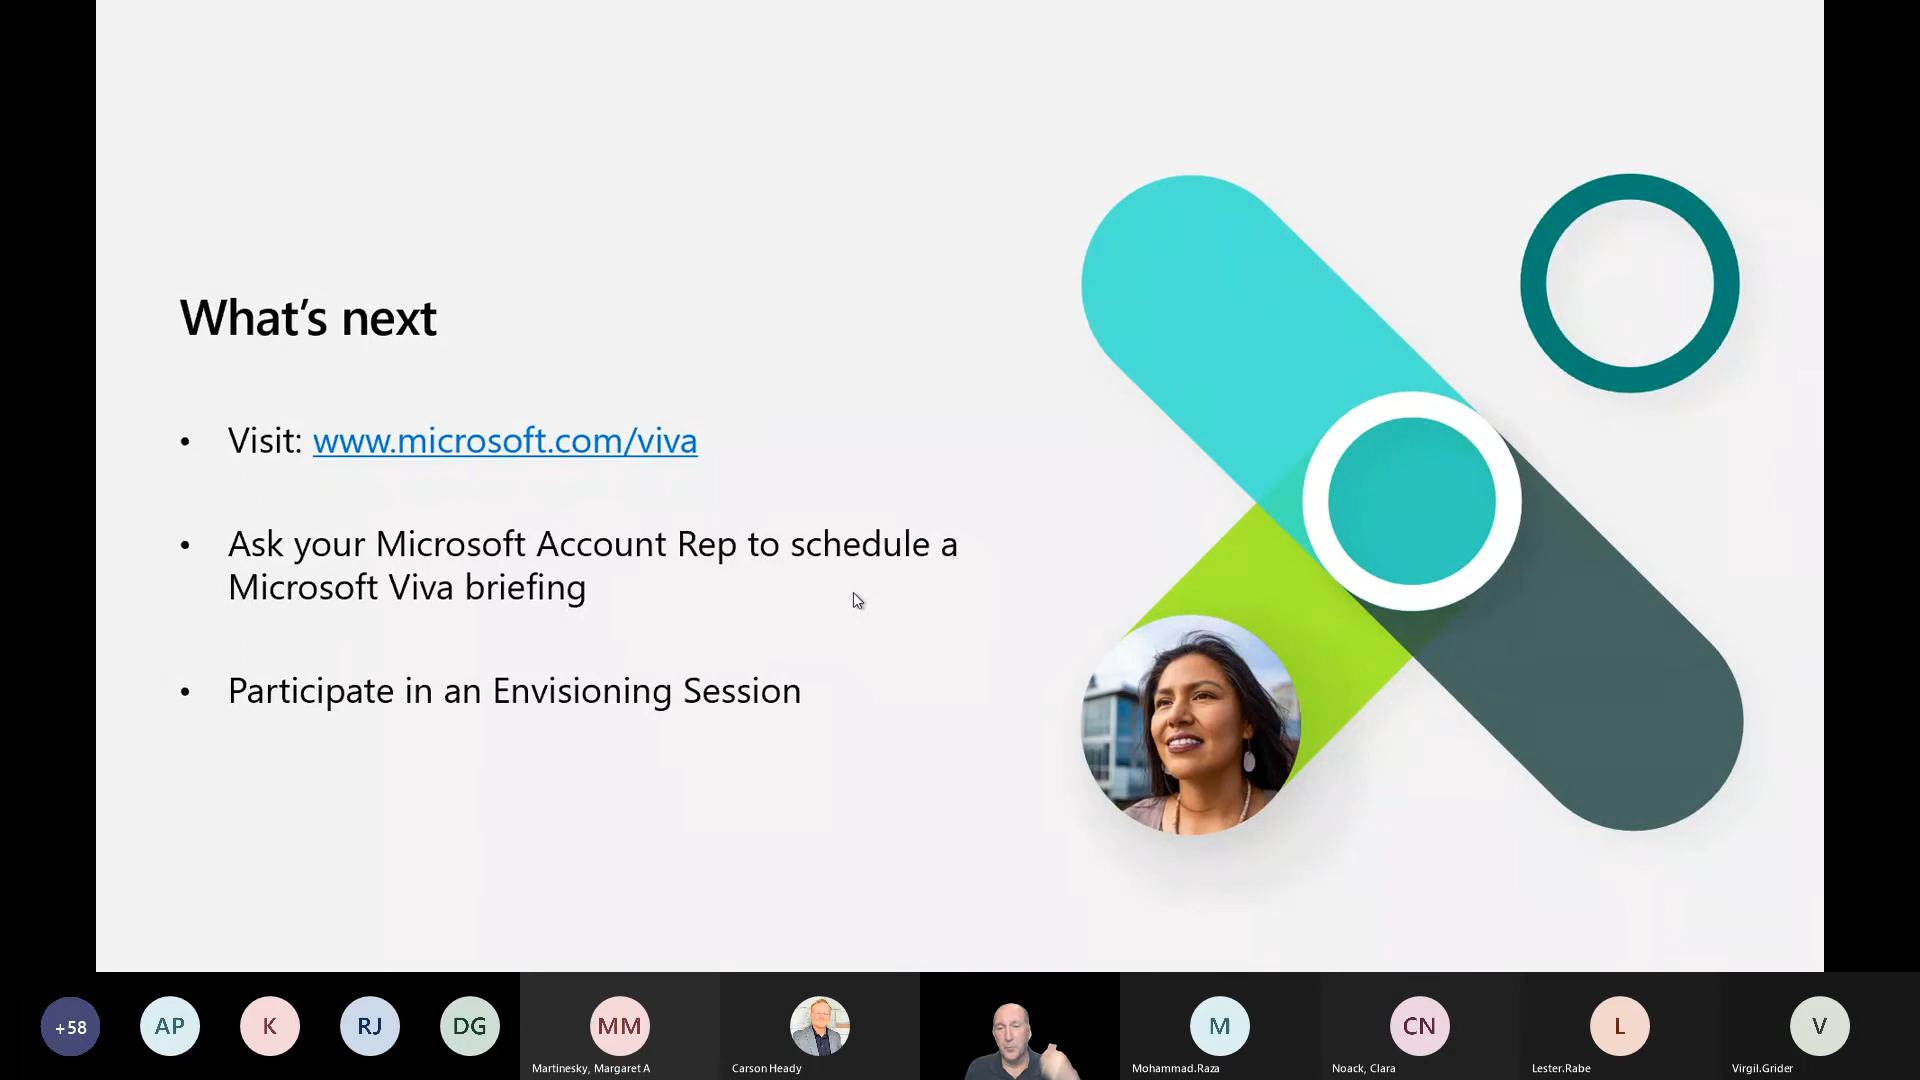 What's next
• Visit: www.microsoft.com/viva
• Ask your Microsoft Account Rep to schedule a
Microsoft Viva briefing
• Participate in an Envisioning Session
+58
AP
K
RJ
DG
MM
M
CN
L
V
Martinesky, Margaret A
Carson Heady
Mohammad.Raza
Noack, Clara
Lester.Rabe
Virgil.Grider